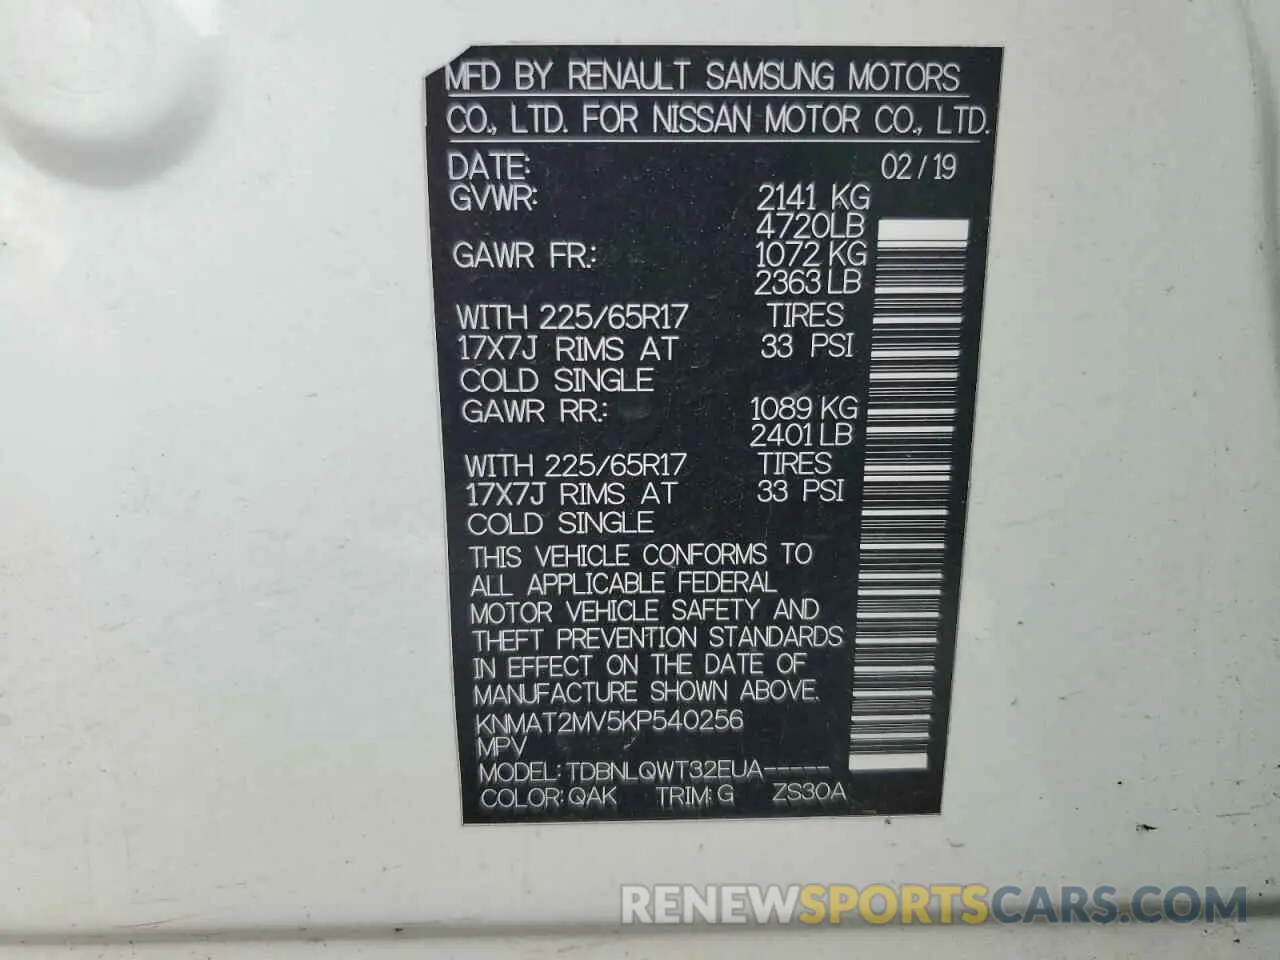 MFD BY RENAULT SAMSUNG MOTORS
CO., LTD. FOR NISSAN MOTOR CO., LTD.
DATE: 02/19
GVWR: 2141 KG
4720LB
GAWR FR.: 1072 KG
2363 LB
WITH 225/65R17 TIRES
17X7J RIMS AT 33 PSI
COLD SINGLE
GAWR RR.: 1089 KG
2401 LB
WITH 225/65R17 TIRES
17X7J RIMS AT 33 PSI
COLD SINGLE
THIS VEHICLE CONFORMS TO
ALL APPLICABLE FEDERAL
MOTOR VEHICLE SAFETY AND
THEFT PREVENTION STANDARDS
IN EFFECT ON THE DATE OF
MANUFACTURE SHOWN ABOVE.
KNMAT2MV5KP540256
MPV
MODEL: TDBNLQWT32EUA-----
COLOR: QAK TRIM: G ZS30A
RENEWSPORTSCARS.COM